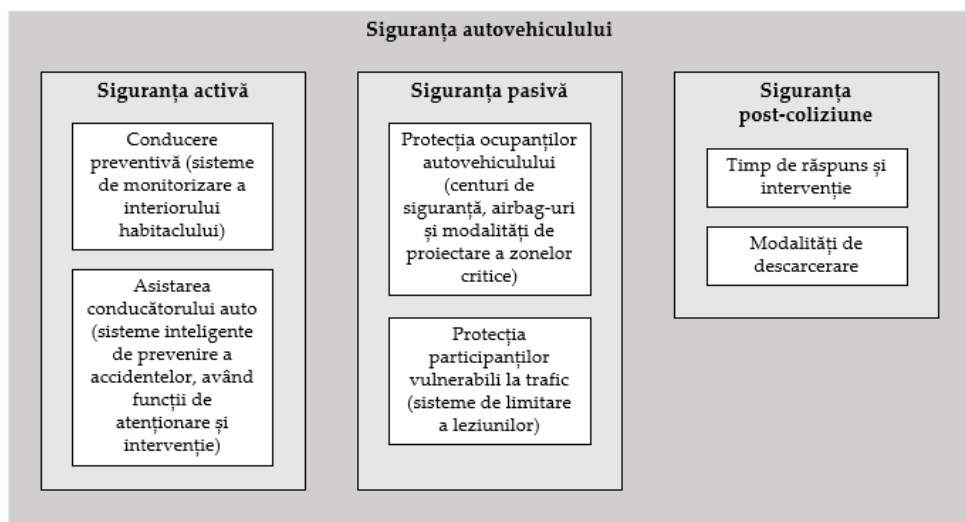 Siguranța autovehiculului
Siguranța activă
Conducere
preventivă (sisteme
de monitorizare a
interiorului
habitaclului)
Asistarea
conducătorului auto
(sisteme inteligente
de prevenire a
accidentelor, având
funcții de
atenționare și
intervenție)
Siguranța pasivă
Protecția ocupanților
autovehiculului
(centuri de
siguranță, airbag-uri
și modalități de
proiectare a zonelor
critice)
Protecția
participanților
vulnerabili la trafic
(sisteme de limitare
a leziunilor)
Siguranța
post-coliziune
Timp de răspuns și
intervenție
Modalități de
descarcerare